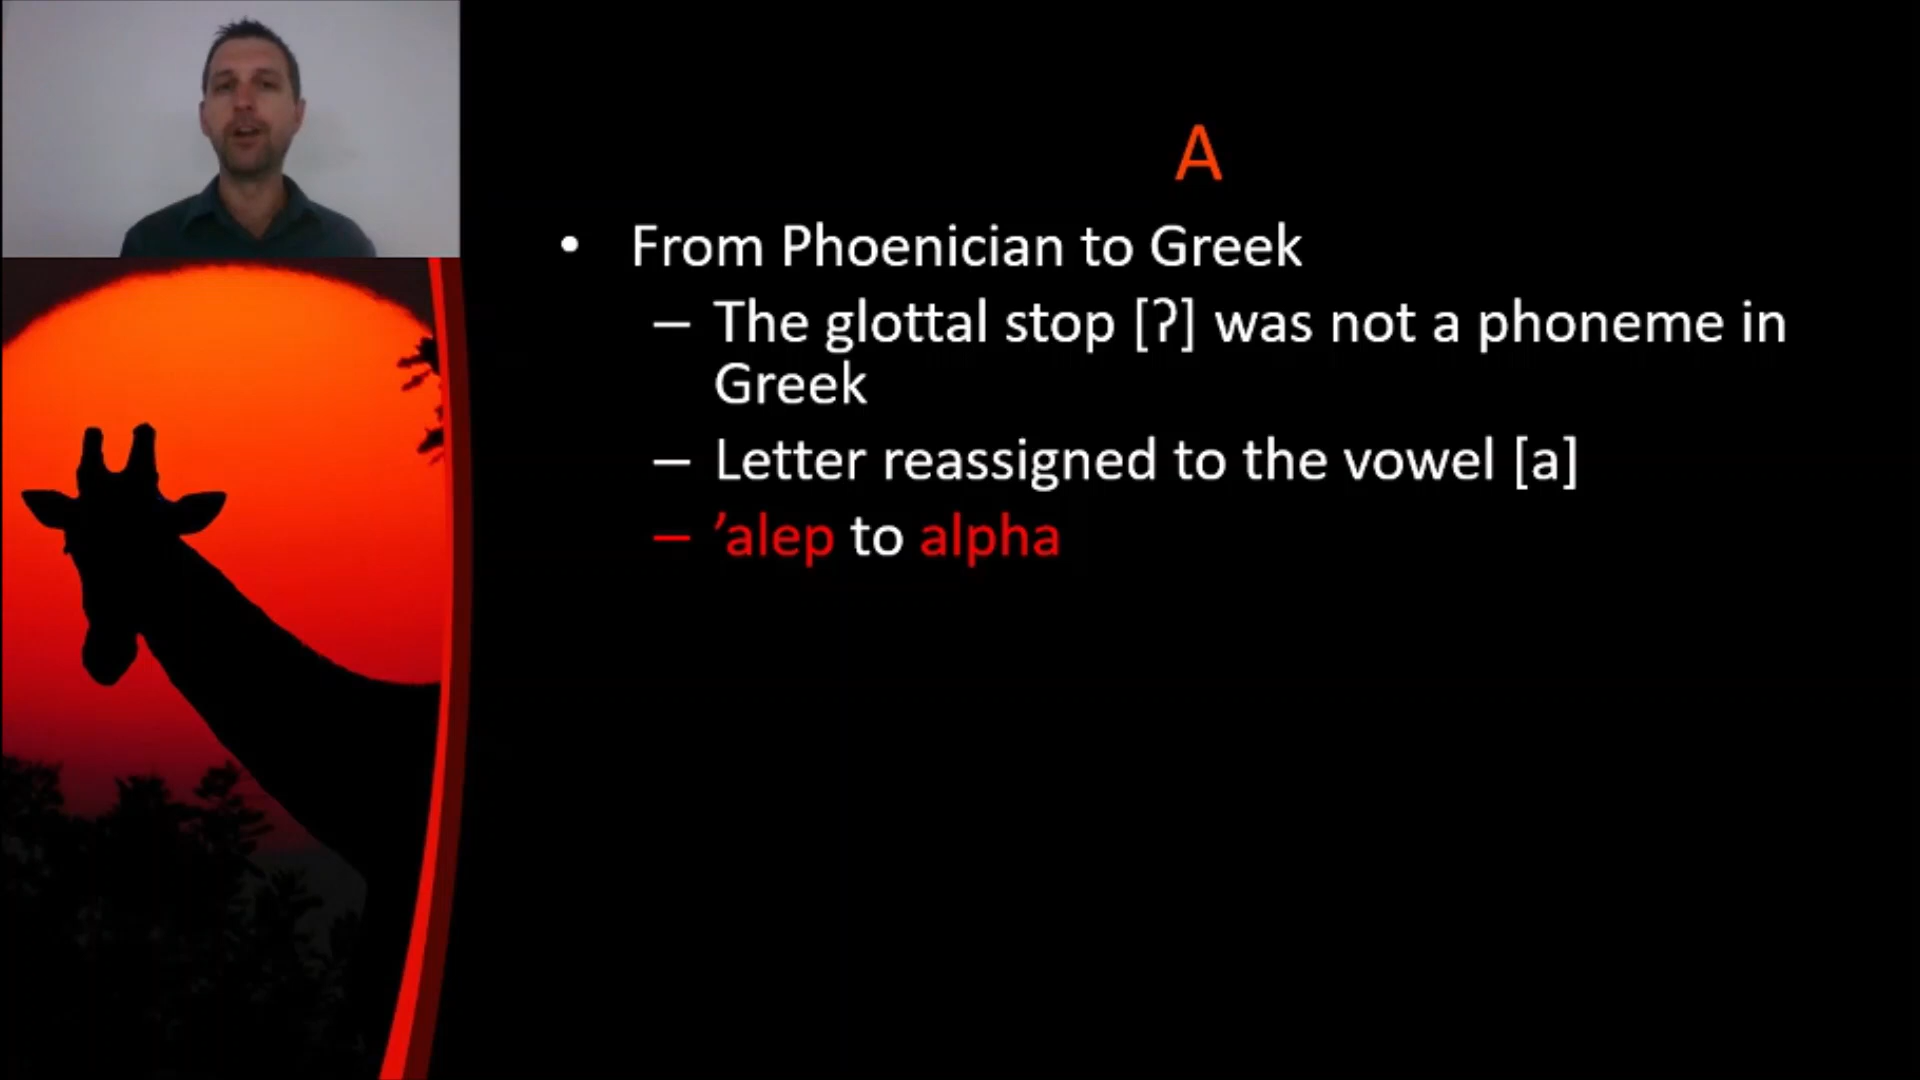 A
• From Phoenician to Greek
– The glottal stop [ʔ] was not a phoneme in
Greek
– Letter reassigned to the vowel [a]
– ’alep to alpha